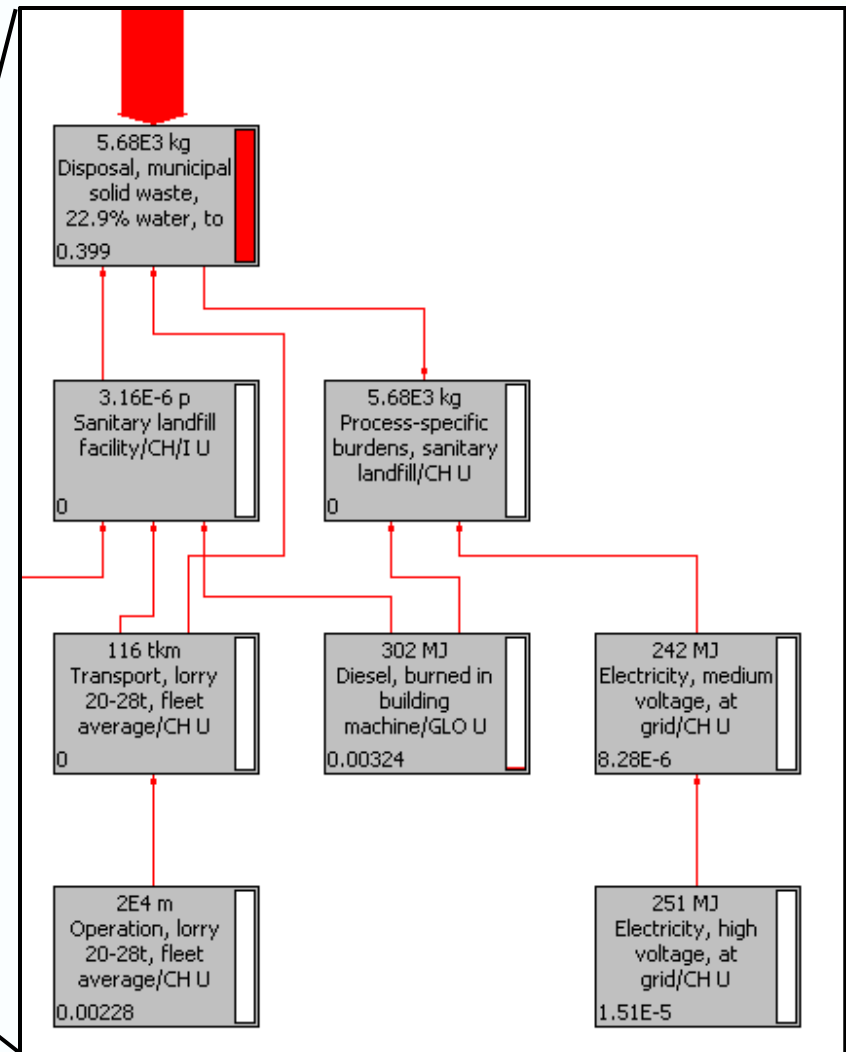 5.68E3 kg
Disposal, municipal
solid waste,
22.9% water, to
0.399
3.16E-6 p
Sanitary landfill
facility/CH/I U
0
5.68E3 kg
Process-specific
burdens, sanitary
landfill/CH U
0
116 tkm
Transport, lorry
20-28t, fleet
average/CH U
0
302 MJ
Diesel, burned in
building
machine/GLO U
0.00324
242 MJ
Electricity, medium
voltage, at
grid/CH U
8.28E-6
2E4 m
Operation, lorry
20-28t, fleet
average/CH U
0.00228
251 MJ
Electricity, high
voltage, at
grid/CH U
1.51E-5